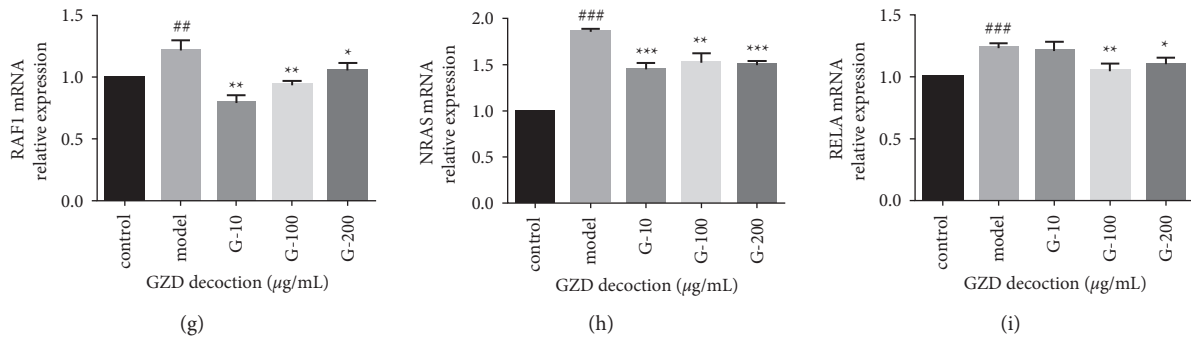 RAF1 mRNA
relative expression
1.5
1.0
0.5
0.0
##
**
**
*
control
model
G-10
G-100
G-200
GZD decoction (μg/mL)
(g)
NRAS mRNA
relative expression
2.0
1.5
1.0
0.5
0.0
###
***
**
***
control
model
G-10
G-100
G-200
GZD decoction (μg/mL)
(h)
RELA mRNA
relative expression
1.5
1.0
0.5
0.0
###
**
*
control
model
G-10
G-100
G-200
GZD decoction (μg/mL)
(i)